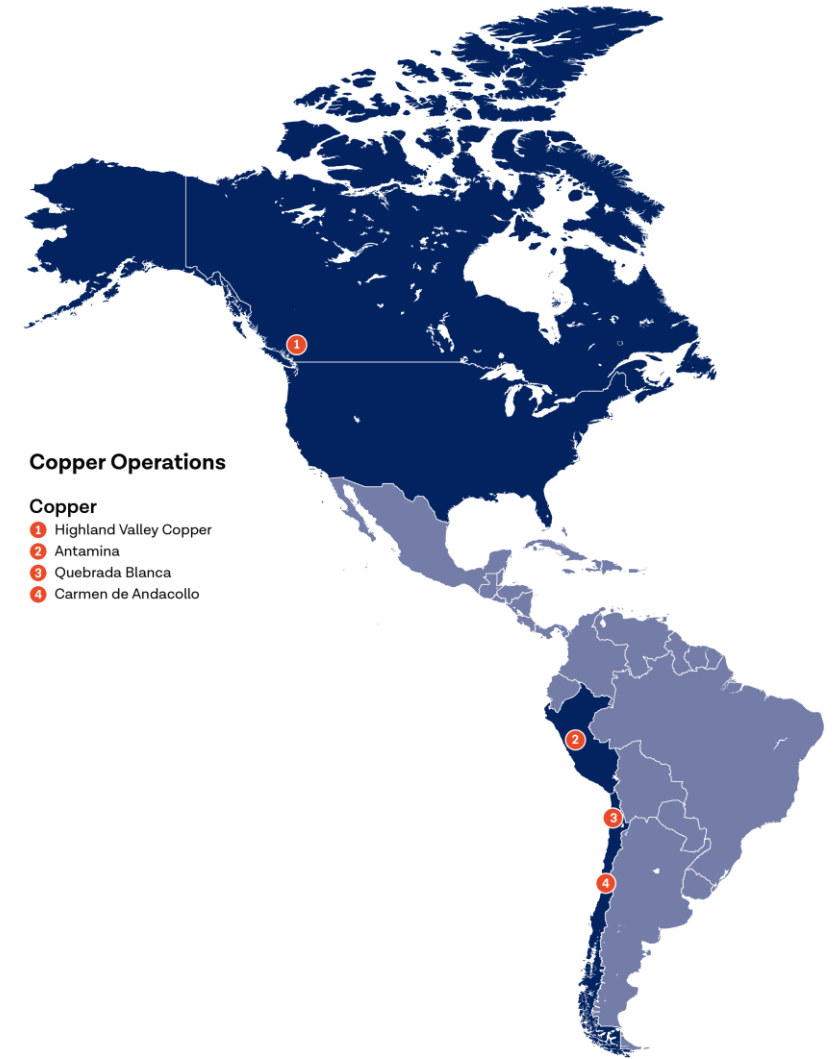 1
Copper Operations
Copper
1 Highland Valley Copper
2 Antamina
3 Quebrada Blanca
4 Carmen de Andacollo
2
3
4